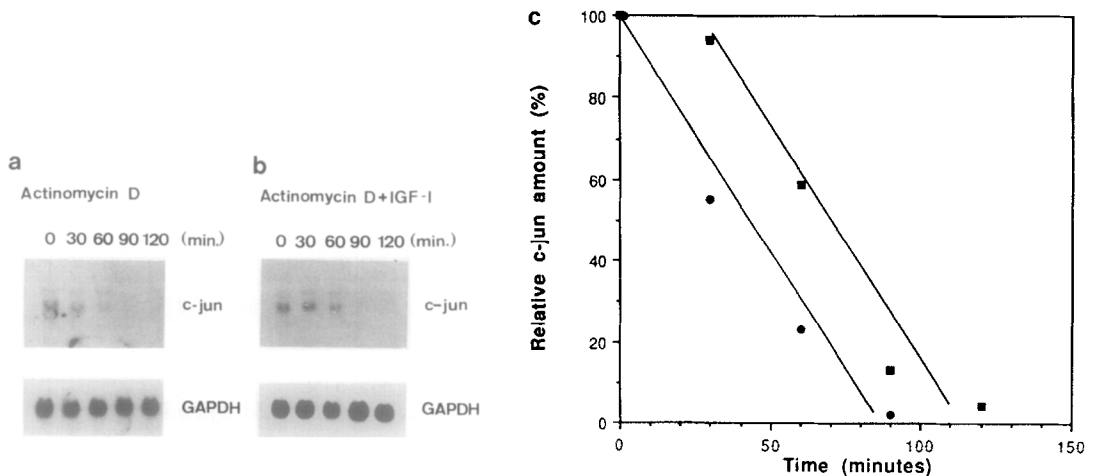 a
Actinomycin D
0 30 60 90 120 (min.)
c-jun
GAPDH
b
Actinomycin D+IGF-I
0 30 60 90 120 (min.)
c-jun
GAPDH
c
Relative c-jun amount (%)
100
80
60
40
20
0
0 50 100 150
Time (minutes)